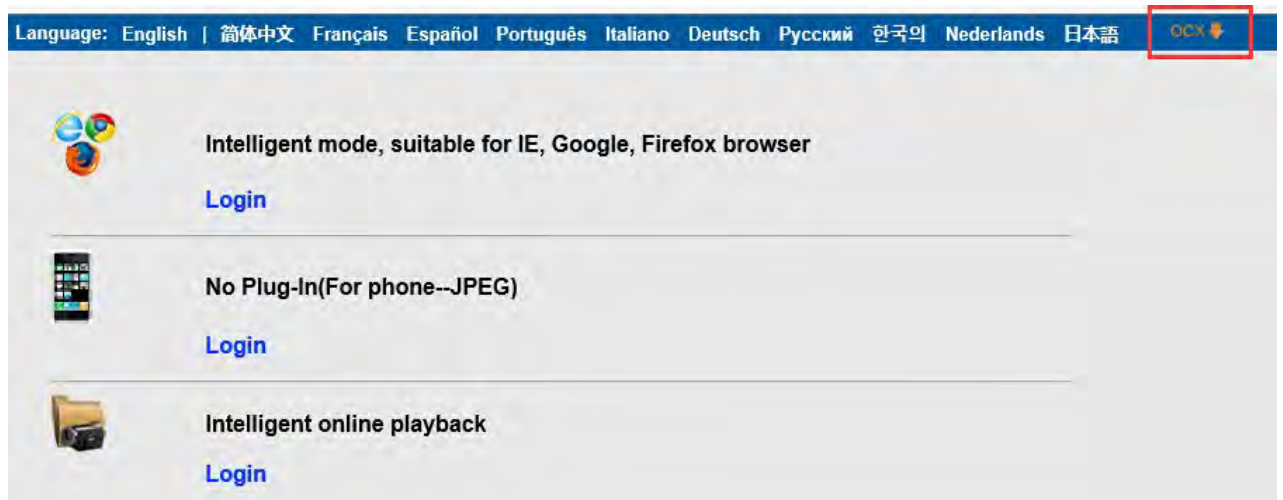 Language: English | 简体中文 Français Español Português Italiano Deutsch Русский 한국의 Nederlands 日本語 OCX
Intelligent mode, suitable for IE, Google, Firefox browser
Login
No Plug-In(For phone--JPEG)
Login
Intelligent online playback
Login